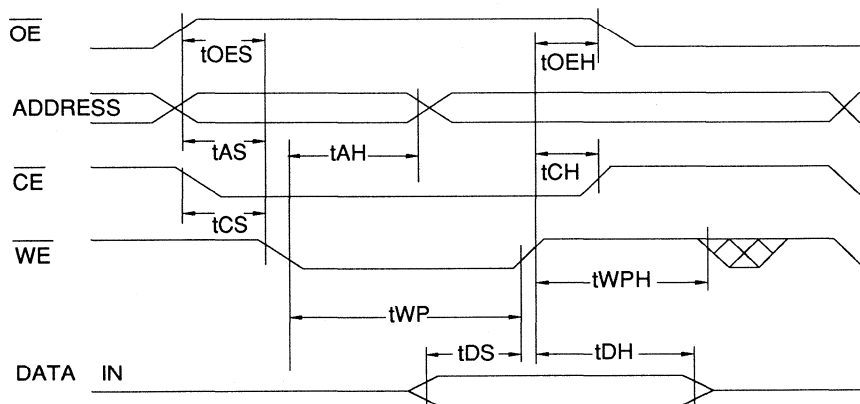 OE
tOES
tOEH
ADDRESS
tAS
tAH
tCH
CE
tCS
WE
tWPH
tWP
tDS
tDH
DATA IN